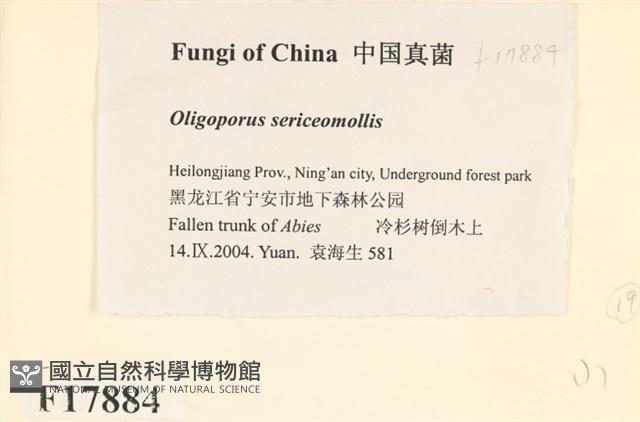 Fungi of China 中国真菌 F17884
Oligoporus sericeomollis
Heilongjiang Prov., Ning'an city, Underground forest park
黑龙江省宁安市地下森林公园
Fallen trunk of Abies 冷杉树倒木上
14.IX.2004. Yuan. 袁海生 581
19
國立自然科學博物館
NATIONAL MUSEUM OF NATURAL SCIENCE
F17884